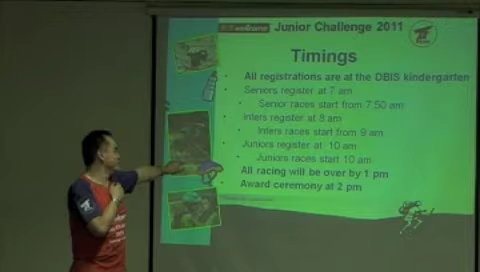 Junior Challenge 2011
Timings
All registrations are at the DBIS kindergarten
Seniors register at 7 am
Senior races start from 7.50 am
Inters register at 8 am
Inters races start from 9 am
Juniors register at 10 am
Juniors races start 10 am
All racing will be over by 1 pm
Award ceremony at 2 pm